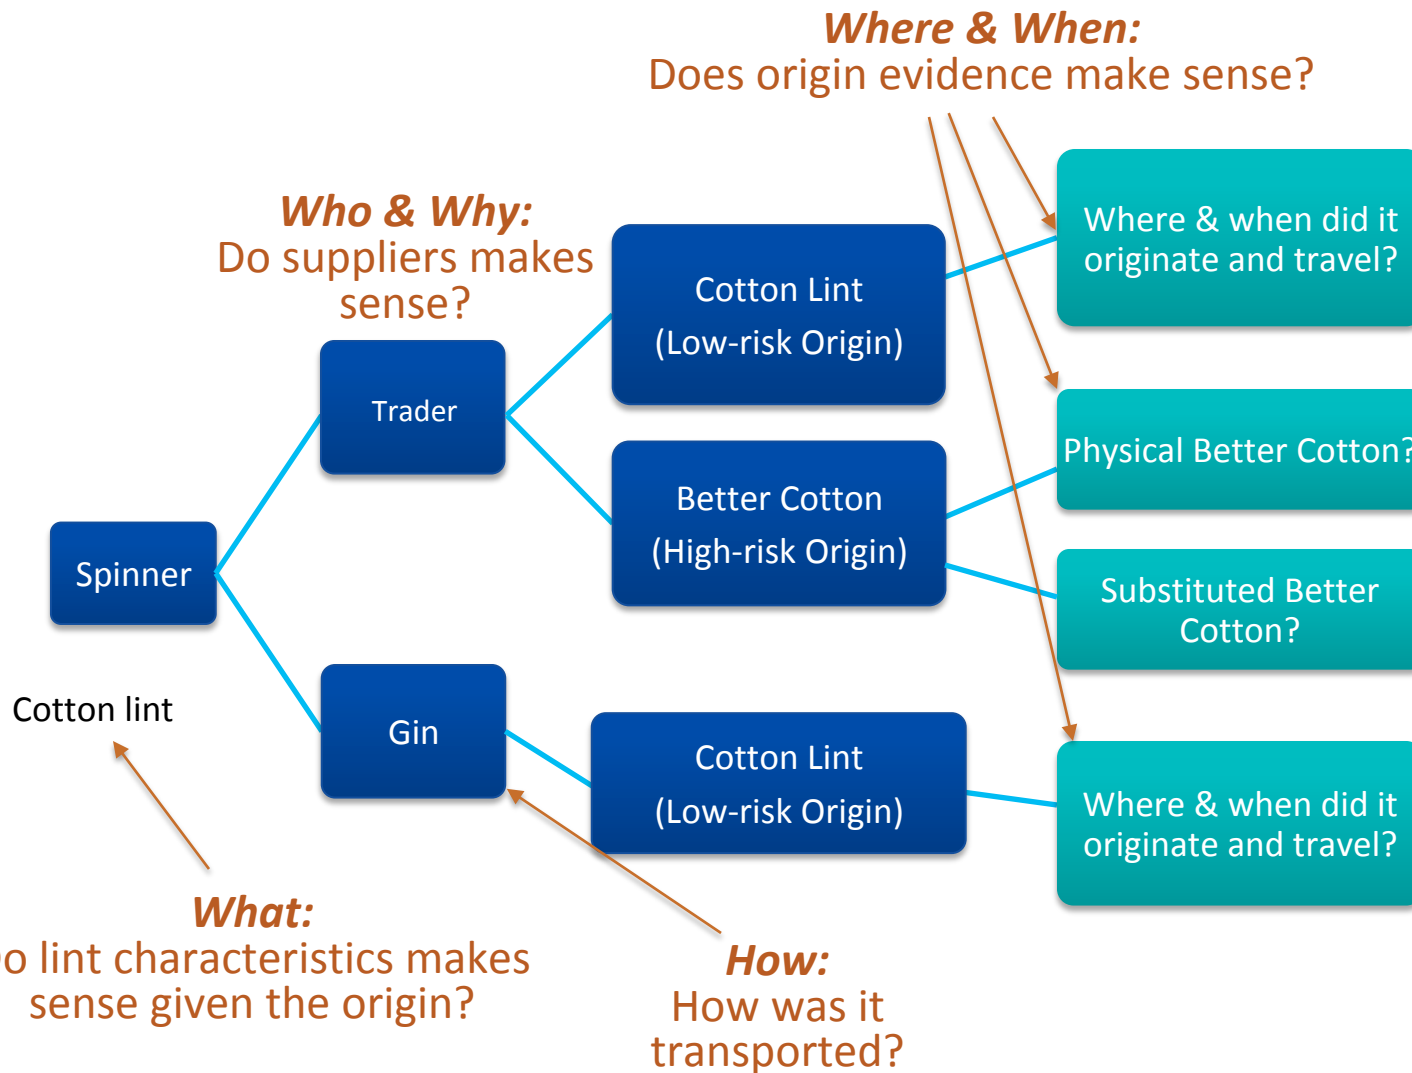 Where & When:
Does origin evidence make sense?
Who & Why:
Do suppliers makes
sense?
Where & when did it
originate and travel?
Cotton Lint
(Low-risk Origin)
Trader
Physical Better Cotton?
Better Cotton
(High-risk Origin)
Spinner
Substituted Better
Cotton?
Cotton lint
Gin
Cotton Lint
(Low-risk Origin)
Where & when did it
originate and travel?
What:
o lint characteristics makes
sense given the origin?
How:
How was it
transported?